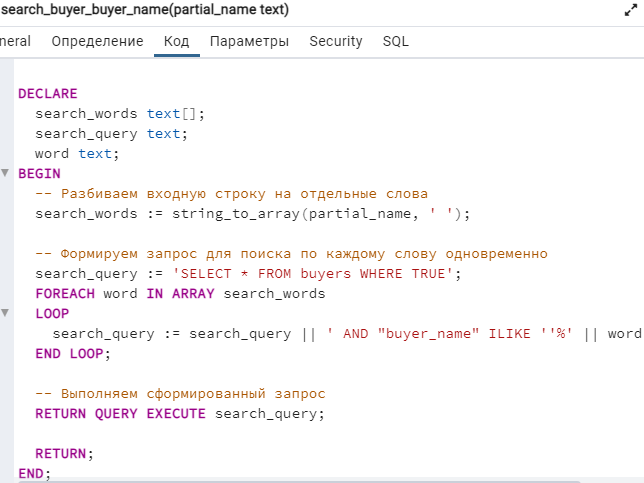 search_buyer_buyer_name(partial_name text)
neral Определение Код Параметры Security SQL
DECLARE
search_words text[];
search_query text;
word text;
BEGIN
-- Разбиваем входную строку на отдельные слова
search_words := string_to_array(partial_name, ' ');
-- Формируем запрос для поиска по каждому слову одновременно
search_query := 'SELECT * FROM buyers WHERE TRUE';
FOREACH word IN ARRAY search_words
LOOP
search_query := search_query || ' AND "buyer_name" ILIKE ''%' || word
END LOOP;
-- Выполняем сформированный запрос
RETURN QUERY EXECUTE search_query;
RETURN;
END;